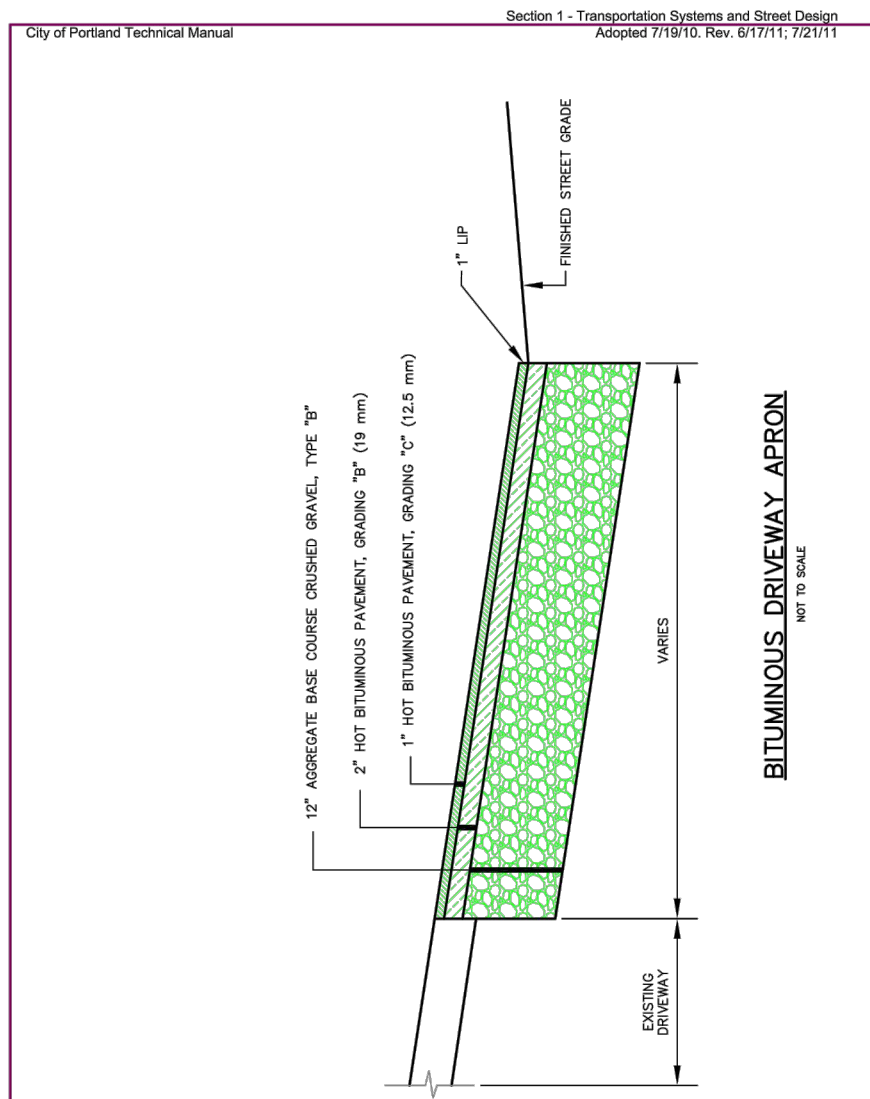 Section 1 - Transportation Systems and Street Design
City of Portland Technical Manual
Adopted 7/19/10. Rev. 6/17/11; 7/21/11
12" AGGREGATE BASE COURSE CRUSHED GRAVEL, TYPE "B"
2" HOT BITUMINOUS PAVEMENT, GRADING "B" (19 mm)
1" HOT BITUMINOUS PAVEMENT, GRADING "C" (12.5 mm)
1" LIP
FINISHED STREET GRADE
EXISTING
DRIVEWAY
VARIES
BITUMINOUS DRIVEWAY APRON
NOT TO SCALE